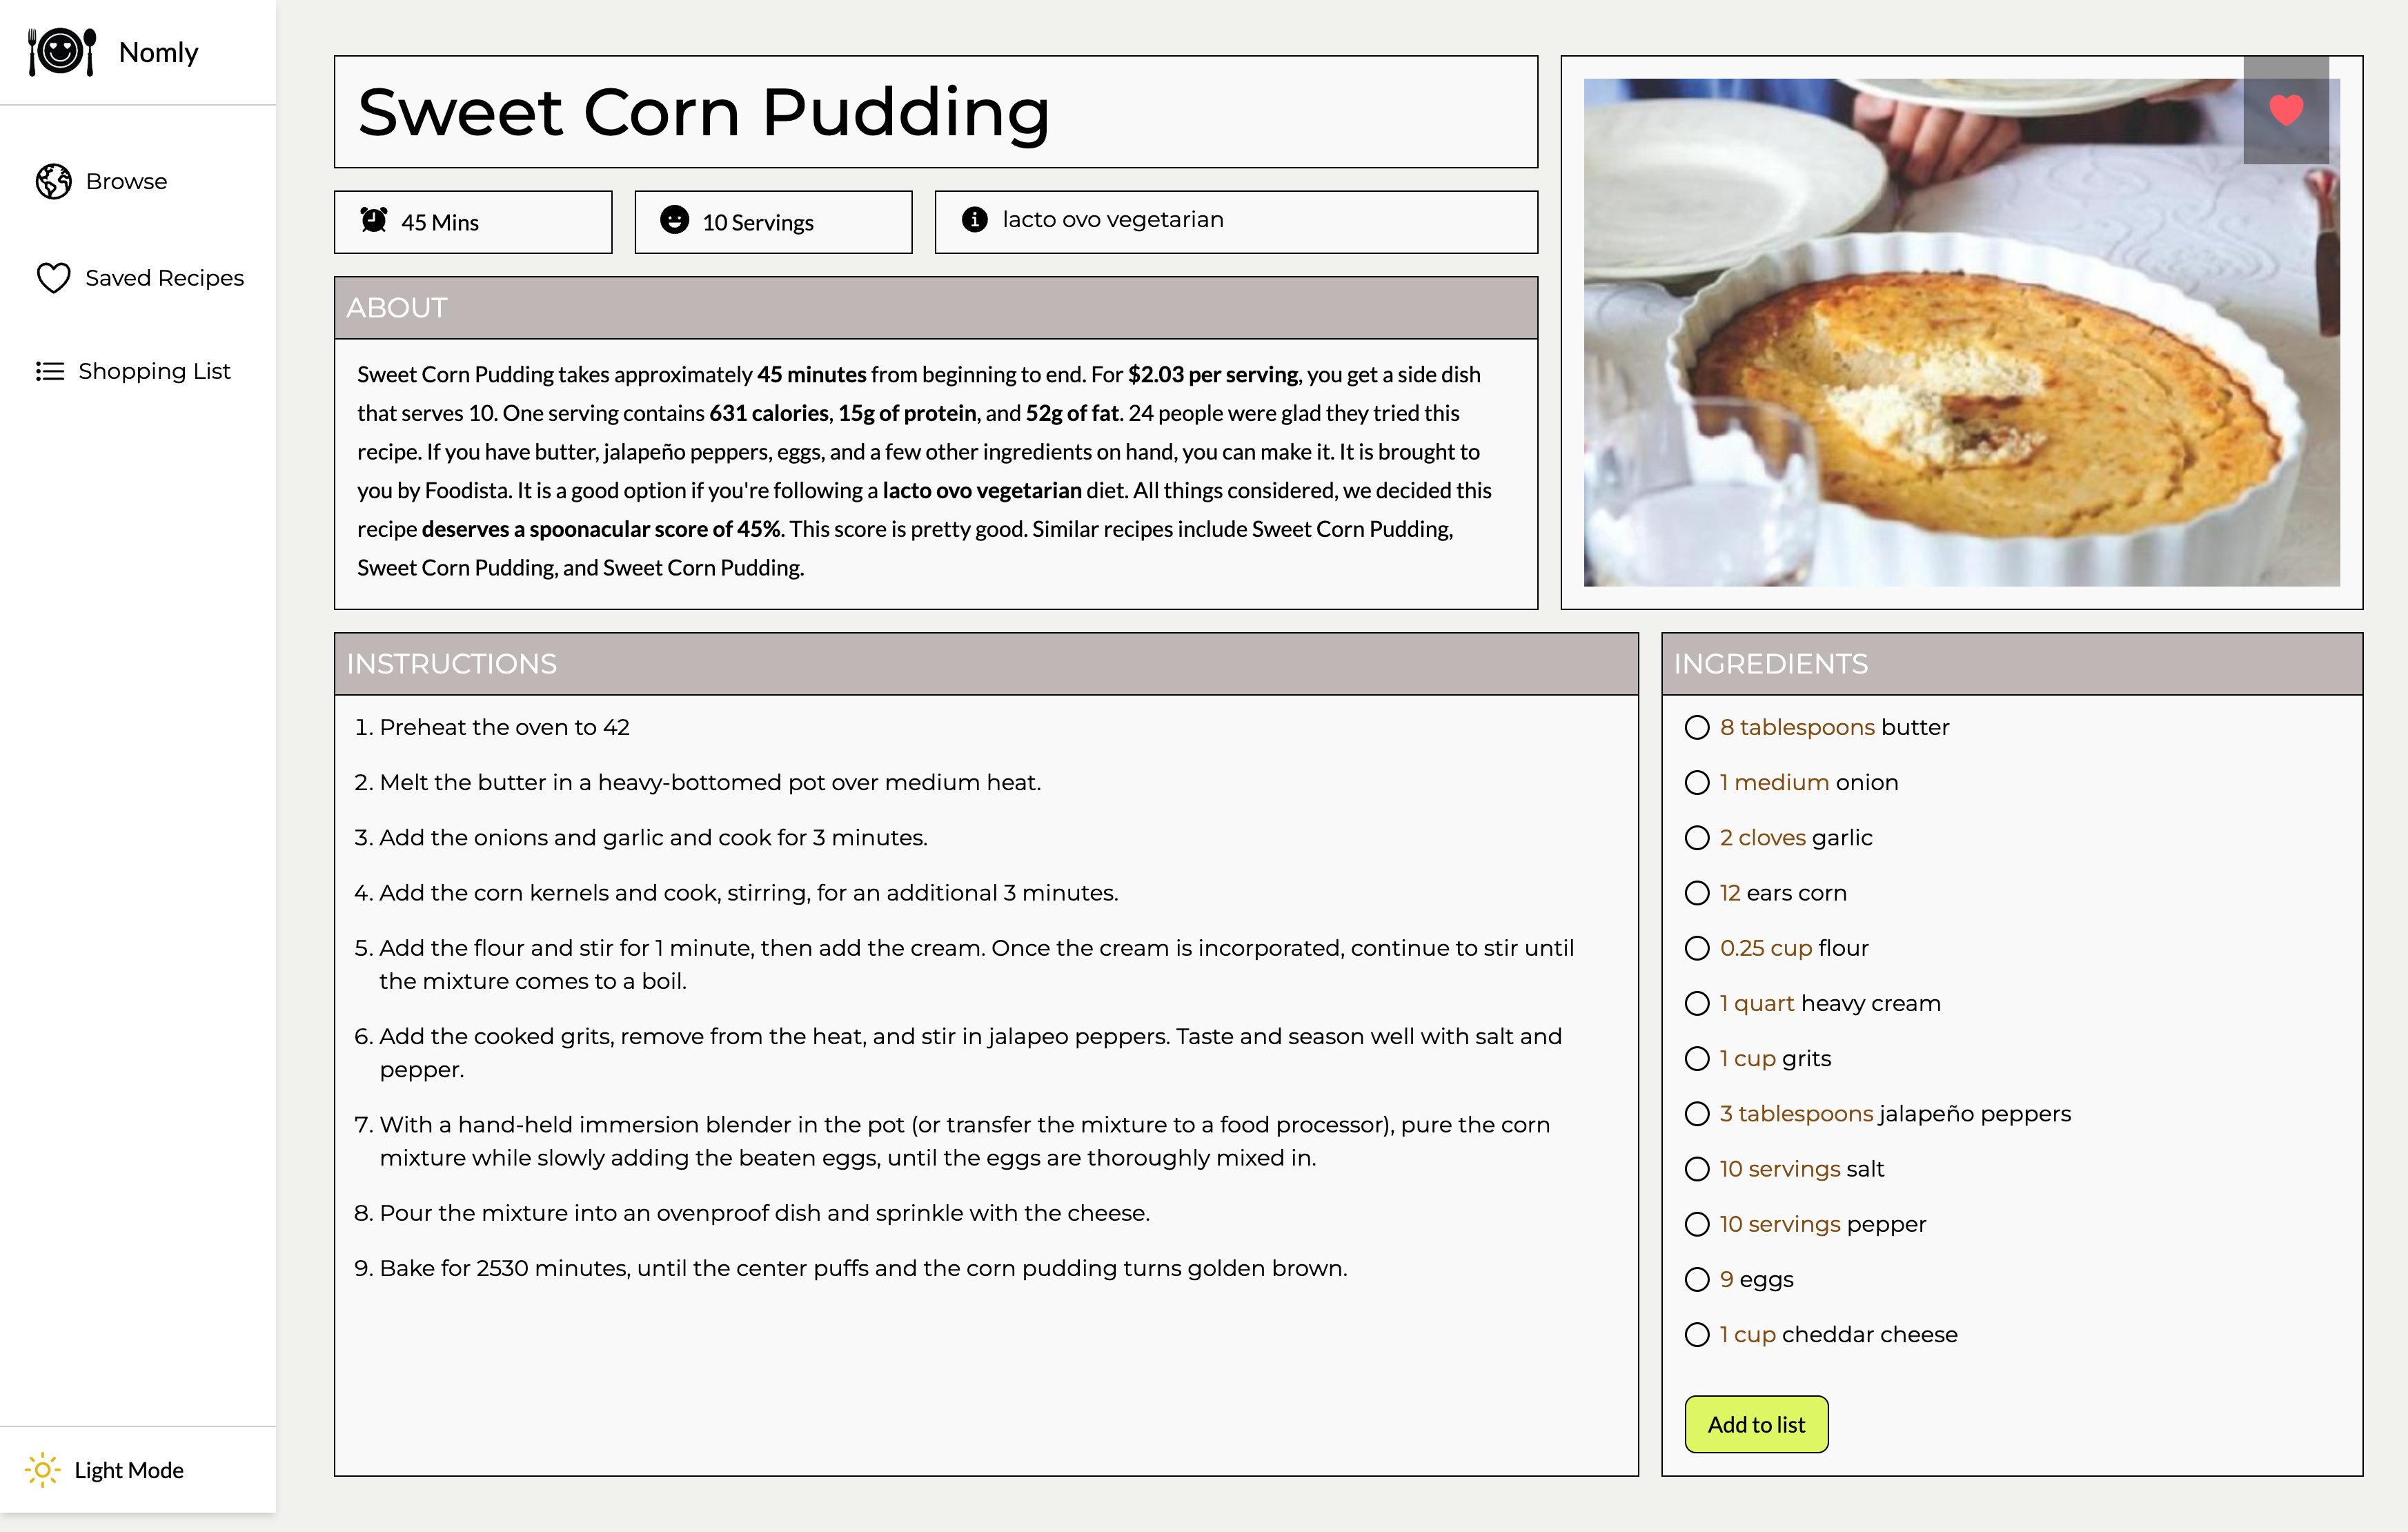 Nomly
Browse
Saved Recipes
Shopping List
Light Mode
Sweet Corn Pudding
45 Mins
10 Servings
lacto ovo vegetarian
ABOUT
Sweet Corn Pudding takes approximately 45 minutes from beginning to end. For $2.03 per serving, you get a side dish
that serves 10. One serving contains 631 calories, 15g of protein, and 52g of fat. 24 people were glad they tried this
recipe. If you have butter, jalapeño peppers, eggs, and a few other ingredients on hand, you can make it. It is brought to
you by Foodista. It is a good option if you're following a lacto ovo vegetarian diet. All things considered, we decided this
recipe deserves a spoonacular score of 45%. This score is pretty good. Similar recipes include Sweet Corn Pudding,
Sweet Corn Pudding, and Sweet Corn Pudding.
INSTRUCTIONS
1. Preheat the oven to 42
2. Melt the butter in a heavy-bottomed pot over medium heat.
3. Add the onions and garlic and cook for 3 minutes.
4. Add the corn kernels and cook, stirring, for an additional 3 minutes.
5. Add the flour and stir for 1 minute, then add the cream. Once the cream is incorporated, continue to stir until
the mixture comes to a boil.
6. Add the cooked grits, remove from the heat, and stir in jalapeo peppers. Taste and season well with salt and
pepper.
7. With a hand-held immersion blender in the pot (or transfer the mixture to a food processor), pure the corn
mixture while slowly adding the beaten eggs, until the eggs are thoroughly mixed in.
8. Pour the mixture into an ovenproof dish and sprinkle with the cheese.
9. Bake for 2530 minutes, until the center puffs and the corn pudding turns golden brown.
INGREDIENTS
8 tablespoons butter
1 medium onion
2 cloves garlic
12 ears corn
0.25 cup flour
1 quart heavy cream
1 cup grits
3 tablespoons jalapeño peppers
10 servings salt
10 servings pepper
9 eggs
1 cup cheddar cheese
Add to list